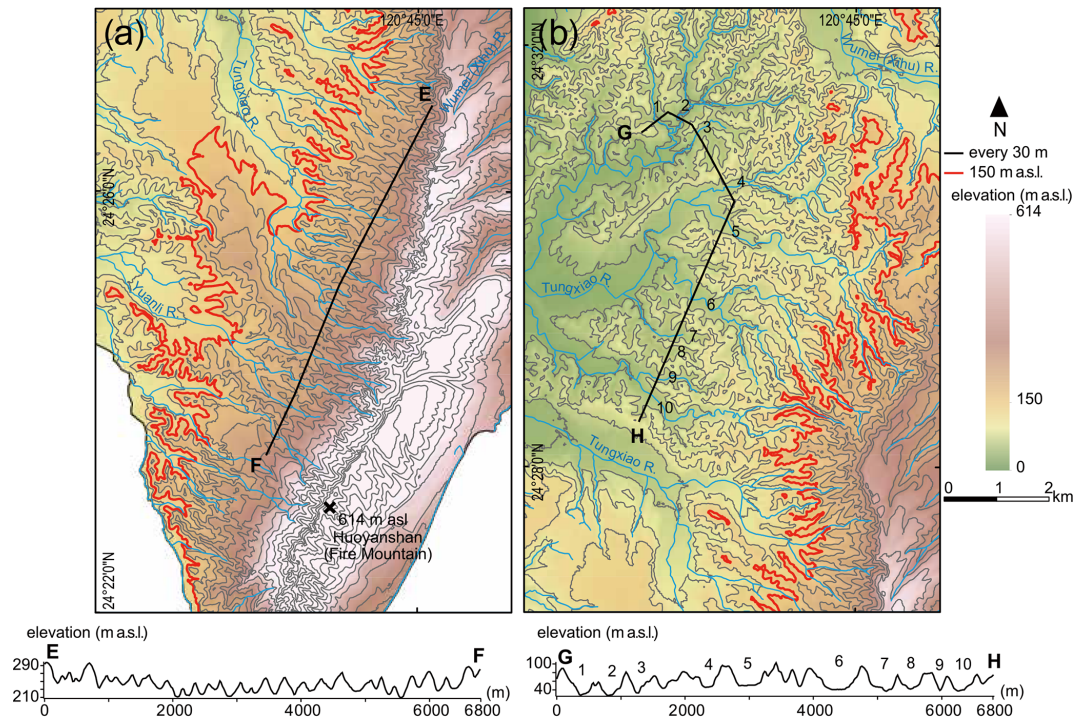 (a)
120°45'0"E
Tungxiao R.
Wumei (Xihu) R.
E
24°26'0"N
Yuanli R.
F
614 m asl
Huoyanshan
(Fire Mountain)
24°22'0"N
(b)
120°45'0"E
24°32'0"N
Wumei (Xihu) R.
1
2
G
3
4
5
Tungxiao R.
6
7
8
9
10
H
Tungxiao R.
24°28'0"N
N
every 30 m
150 m a.s.l.
elevation (m a.s.l.)
614
150
0
0 1 2 km
elevation (m a.s.l.)
E F
290
210
(m)
0 2000 4000 6000 6800
elevation (m a.s.l.)
G H
1 2 3 4 5 6 7 8 9 10
100
40
(m)
0 2000 4000 6000 6800